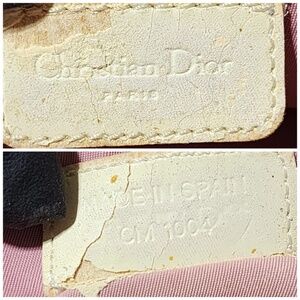 Christian Dior
PARIS
MADE IN SPAIN
CM 1004